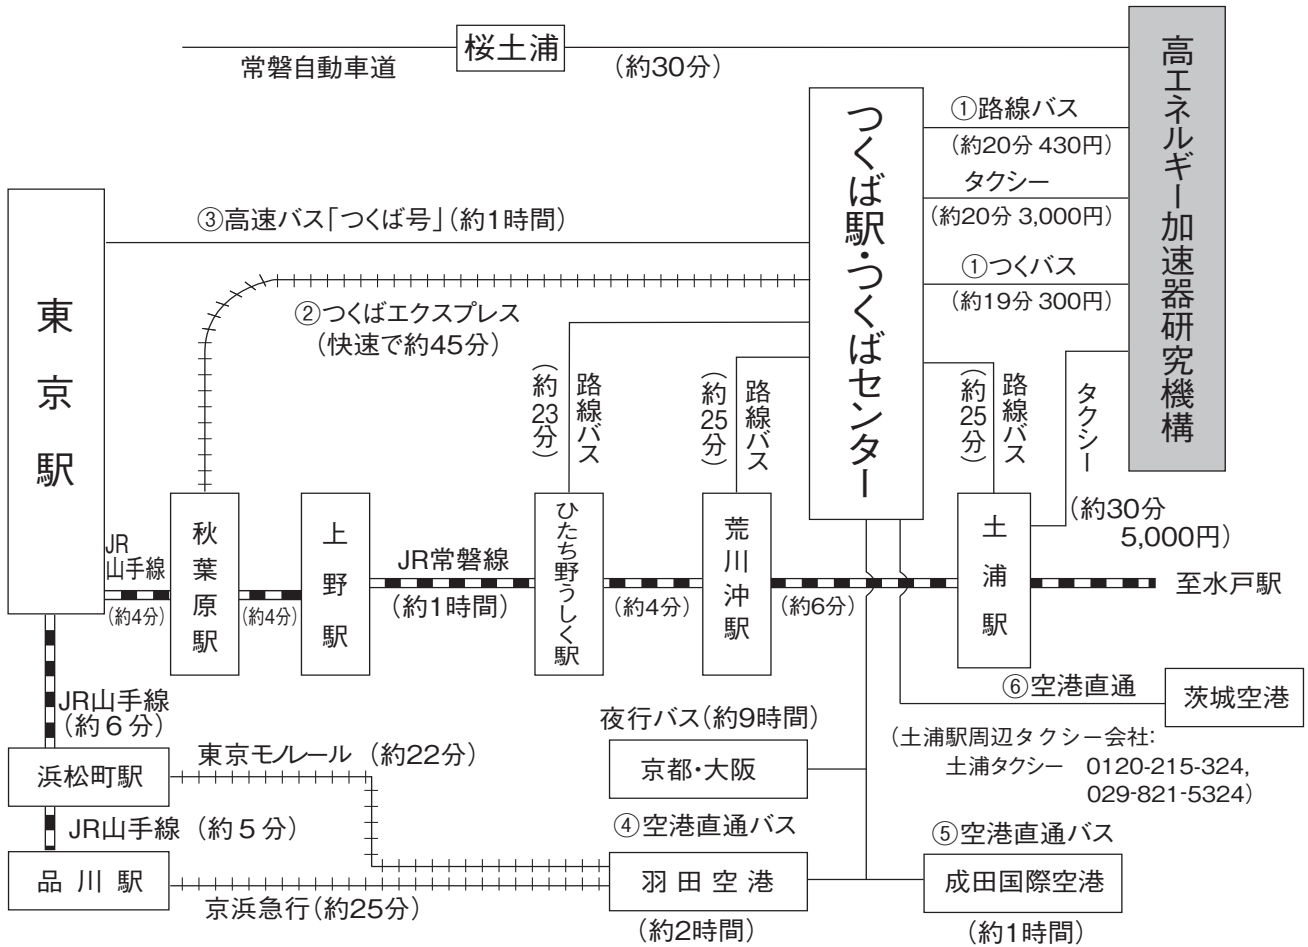 桜土浦
常磐自動車道
(約30分)
高エネルギー加速器研究機構
つくば駅・つくばセンター
①路線バス
(約20分 430円)
タクシー
(約20分 3,000円)
①つくバス
(約19分 300円)
東京駅
③高速バス「つくば号」(約1時間)
②つくばエクスプレス
(快速で約45分)
路線バス
(約23分)
路線バス
(約25分)
路線バス
(約25分)
タクシー
(約30分
5,000円)
JR
山手線
(約4分)
秋葉原駅
(約4分)
上野駅
JR常磐線
(約1時間)
ひたち野うしく駅
(約4分)
荒川沖駅
(約6分)
土浦駅
至水戸駅
JR山手線
(約6分)
浜松町駅
東京モノレール (約22分)
JR山手線 (約5分)
品川駅
京浜急行(約25分)
夜行バス(約9時間)
京都・大阪
④空港直通バス
羽田空港
(約2時間)
⑤空港直通バス
成田国際空港
(約1時間)
⑥空港直通
茨城空港
(土浦駅周辺タクシー会社:
土浦タクシー 0120-215-324,
029-821-5324)